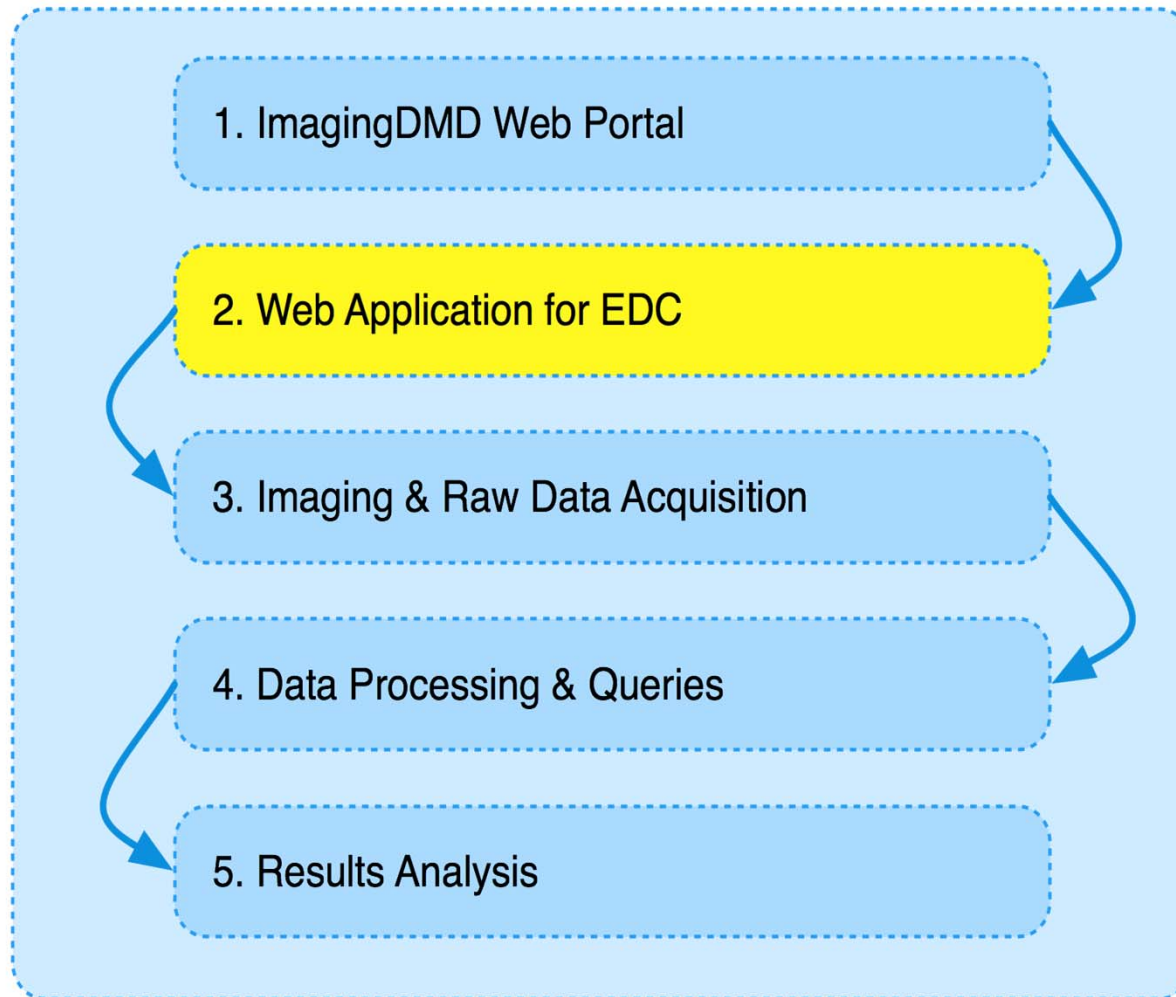 1. ImagingDMD Web Portal
2. Web Application for EDC
3. Imaging & Raw Data Acquisition
4. Data Processing & Queries
5. Results Analysis